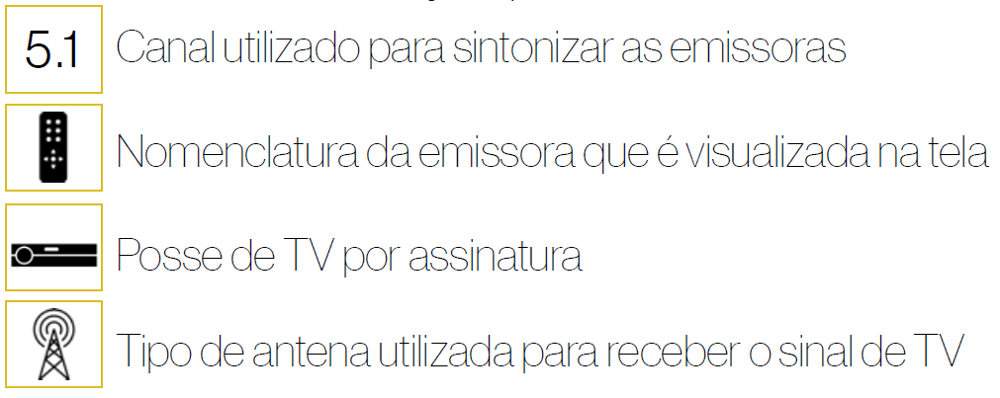 5.1 Canal utilizado para sintonizar as emissoras
Nomenclatura da emissora que é visualizada na tela
Posse de TV por assinatura
Tipo de antena utilizada para receber o sinal de TV